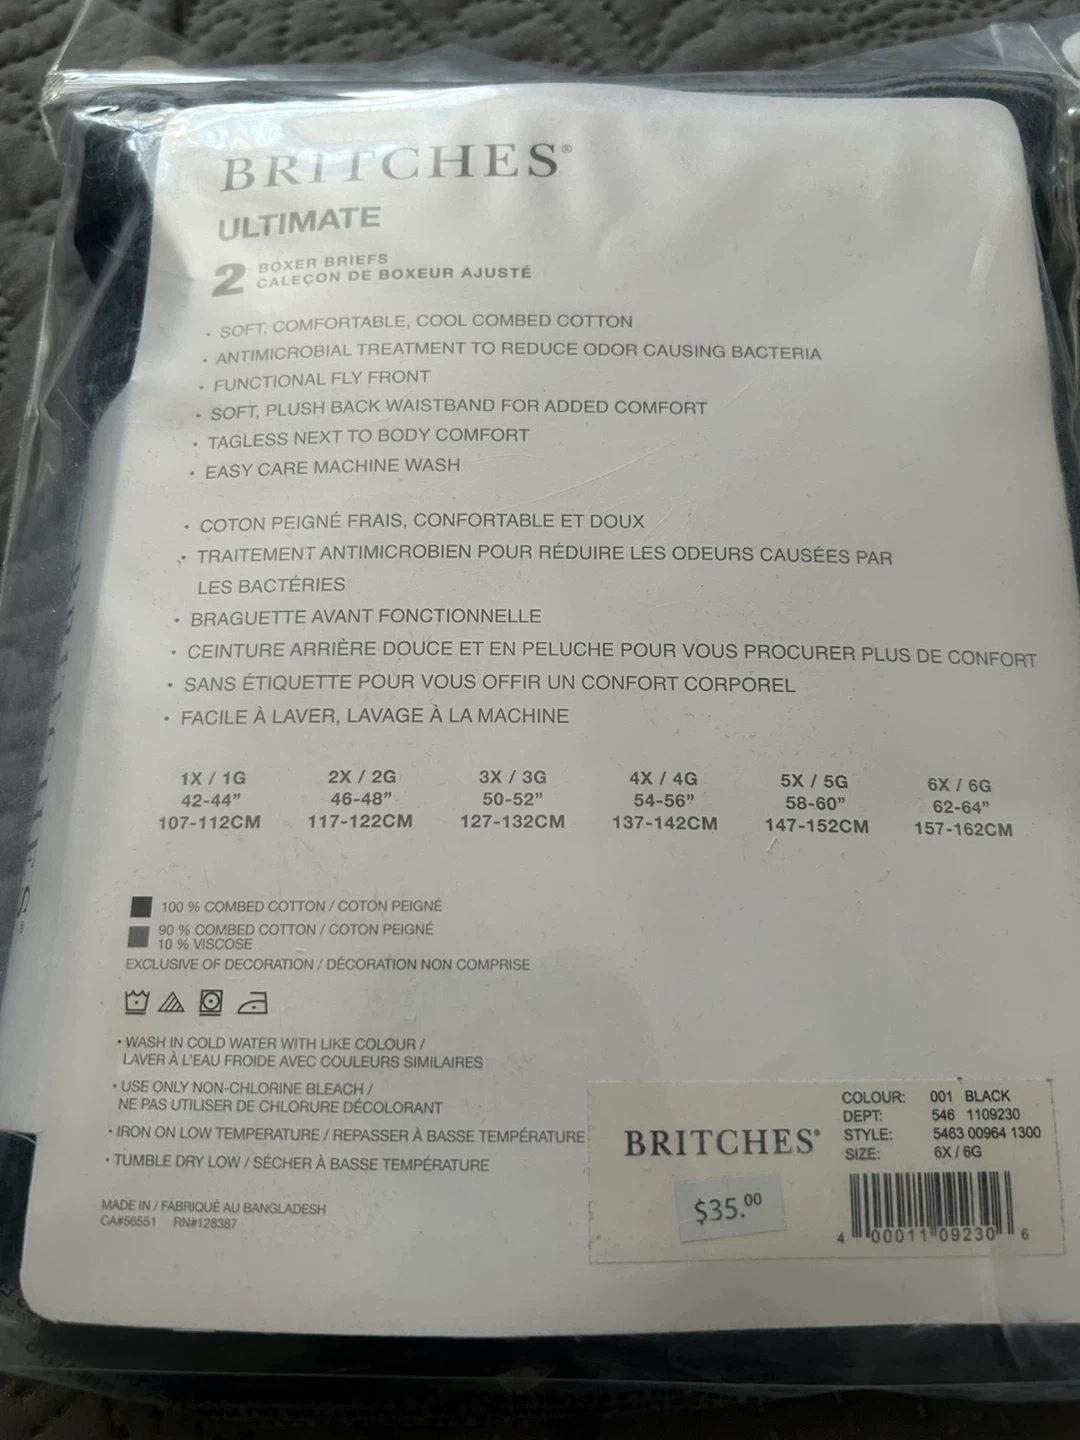 BRITCHES®
ULTIMATE
2 BOXER BRIEFS
CALEÇON DE BOXEUR AJUSTÉ
· SOFT, COMFORTABLE, COOL COMBED COTTON
· ANTIMICROBIAL TREATMENT TO REDUCE ODOR CAUSING BACTERIA
· FUNCTIONAL FLY FRONT
· SOFT, PLUSH BACK WAISTBAND FOR ADDED COMFORT
· TAGLESS NEXT TO BODY COMFORT
· EASY CARE MACHINE WASH
· COTON PEIGNÉ FRAIS, CONFORTABLE ET DOUX
· TRAITEMENT ANTIMICROBIEN POUR RÉDUIRE LES ODEURS CAUSÉES PAR
LES BACTÉRIES
· BRAGUETTE AVANT FONCTIONNELLE
· CEINTURE ARRIÈRE DOUCE ET EN PELUCHE POUR VOUS PROCURER PLUS DE CONFORT
· SANS ÉTIQUETTE POUR VOUS OFFIR UN CONFORT CORPOREL
· FACILE À LAVER, LAVAGE À LA MACHINE
1X / 1G 2X / 2G 3X / 3G 4X / 4G 5X / 5G 6X / 6G
42-44" 46-48" 50-52" 54-56" 58-60" 62-64"
107-112CM 117-122CM 127-132CM 137-142CM 147-152CM 157-162CM
100 % COMBED COTTON / COTON PEIGNÉ
90 % COMBED COTTON / COTON PEIGNÉ
10 % VISCOSE
EXCLUSIVE OF DECORATION / DÉCORATION NON COMPRISE
· WASH IN COLD WATER WITH LIKE COLOUR /
LAVER À L'EAU FROIDE AVEC COULEURS SIMILAIRES
· USE ONLY NON-CHLORINE BLEACH /
NE PAS UTILISER DE CHLORURE DÉCOLORANT
· IRON ON LOW TEMPERATURE / REPASSER À BASSE TEMPÉRATURE
· TUMBLE DRY LOW / SÉCHER À BASSE TEMPÉRATURE
MADE IN / FABRIQUÉ AU BANGLADESH
CA#56551 RN#128387
BRITCHES®
$35.00
COLOUR: 001 BLACK
DEPT: 546 1109230
STYLE: 5463 00964 1300
SIZE: 6X / 6G
4 00011 09230 6